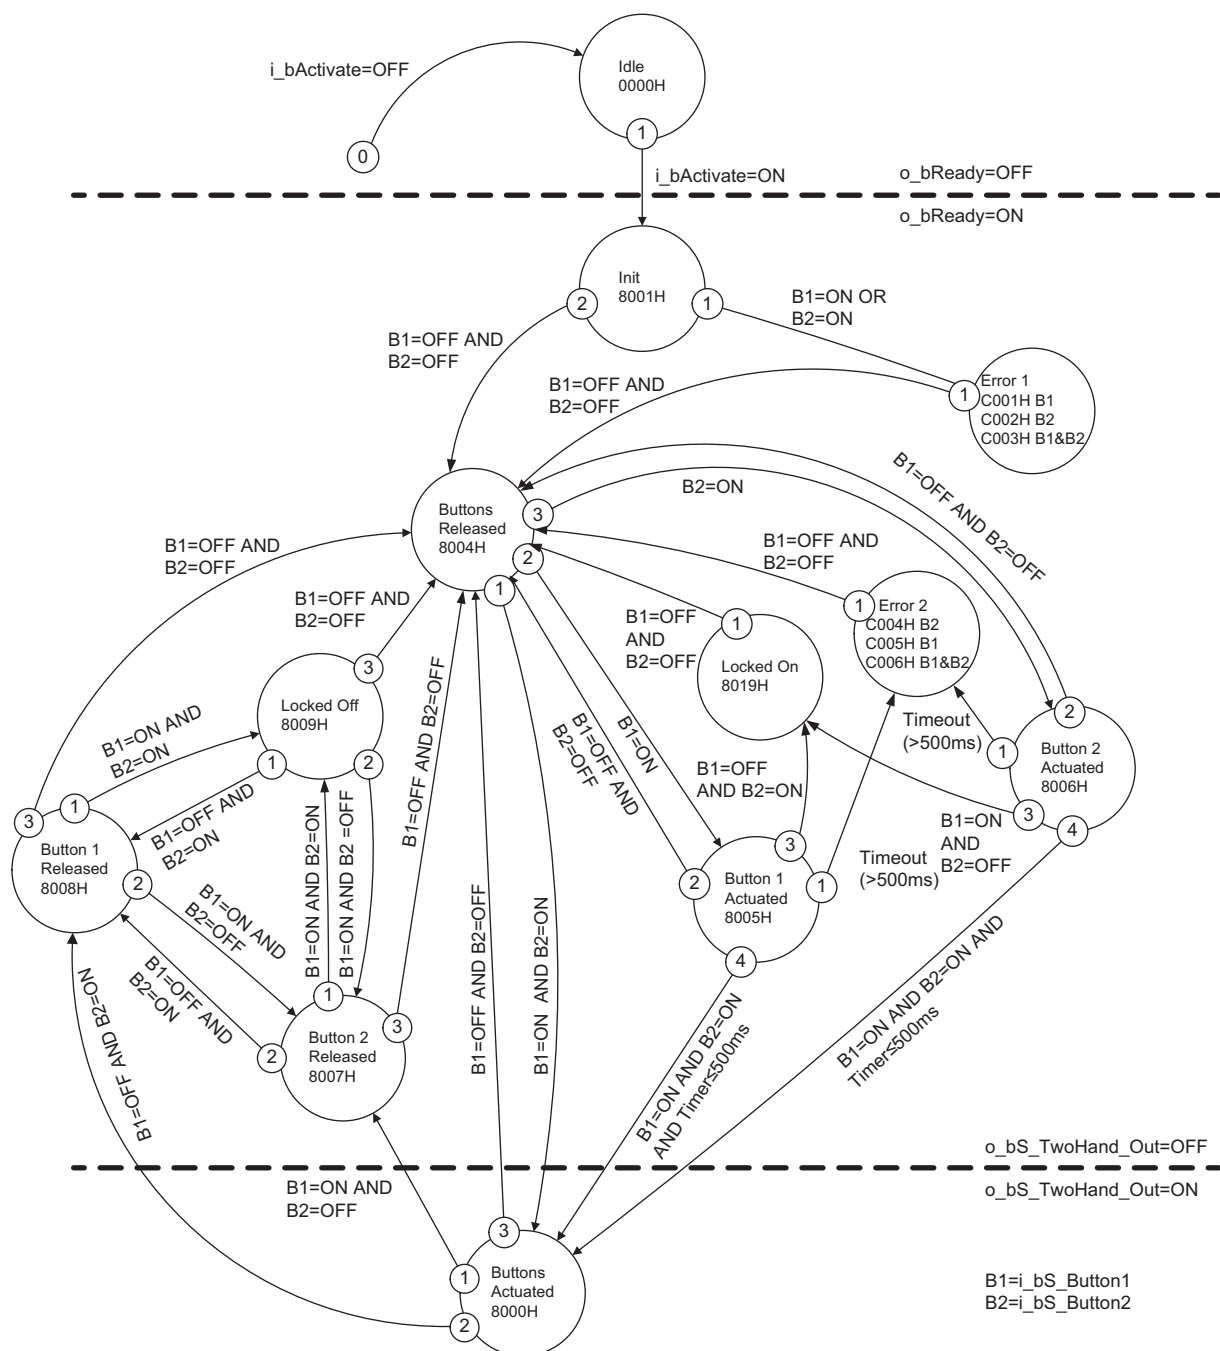 i_bActivate=OFF
Idle
0000H
1
0
i_bActivate=ON
o_bReady=OFF
o_bReady=ON
Init
8001H
2
1
B1=ON OR
B2=ON
B1=OFF AND
B2=OFF
B1=OFF AND
B2=OFF
1
Error 1
C001H B1
C002H B2
C003H B1&B2
B2=ON
B1=OFF AND B2=OFF
Buttons
Released
8004H
3
2
1
B1=OFF AND
B2=OFF
B1=OFF AND
B2=OFF
B1=OFF AND
B2=OFF
1
Error 2
C004H B2
C005H B1
C006H B1&B2
B1=OFF
AND
B2=OFF
1
Locked On
8019H
3
Locked Off
8009H
1
2
B1=ON AND
B2=ON
B1=OFF AND B2=OFF
B1=OFF AND
B2=OFF
B1=ON
Timeout
(>500ms)
2
1
Button 2
Actuated
8006H
3
4
B1=OFF
AND B2=ON
B1=ON
AND
B2=OFF
Timeout
(>500ms)
3
1
Button 1
Released
8008H
2
B1=OFF AND
B2=ON
B1=ON AND
B2=OFF
B1=OFF AND
B2=ON
B1=ON AND B2=ON
B1=ON AND B2 =OFF
3
2
1
Button 1
Actuated
8005H
4
1
Button 2
Released
8007H
2
3
B1=OFF AND B2=OFF
B1=ON  AND B2=ON
B1=ON AND B2=ON
AND Timer≤500ms
B1=ON AND B2=ON AND
Timer≤500ms
B1=OFF AND B2=ON
o_bS_TwoHand_Out=OFF
o_bS_TwoHand_Out=ON
B1=ON AND
B2=OFF
3
1
2
Buttons
Actuated
8000H
B1=i_bS_Button1
B2=i_bS_Button2